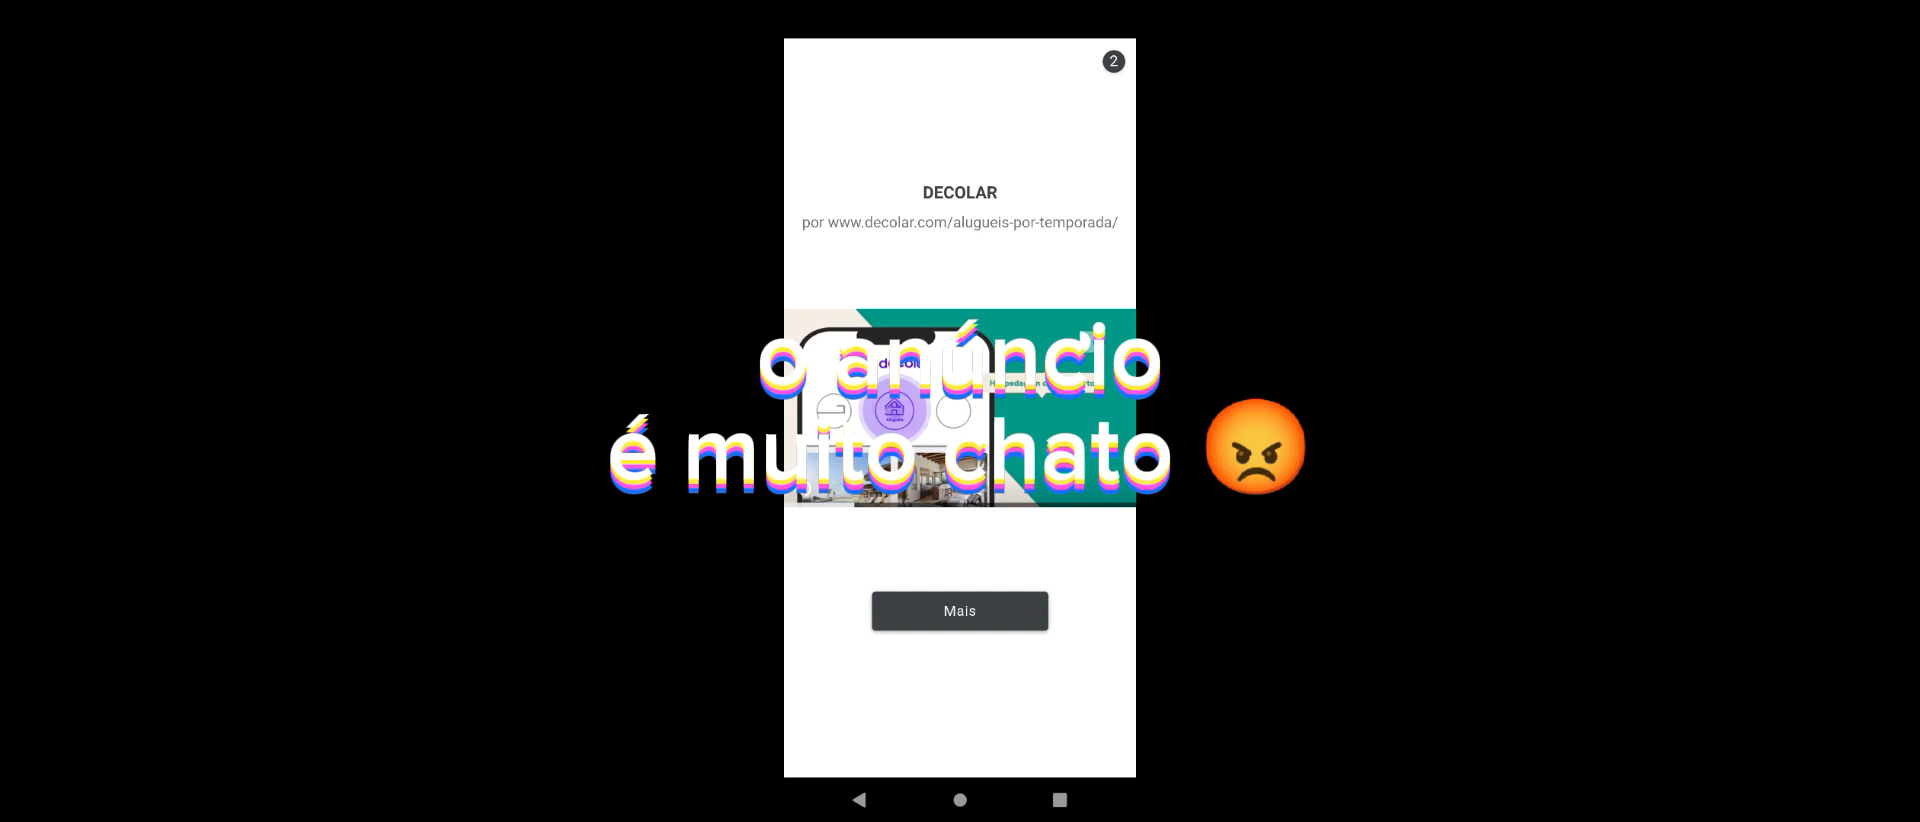 2
DECOLAR
por www.decolar.com/alugueis-por-temporada/
o anúncio
é muito chato 😡
Mais